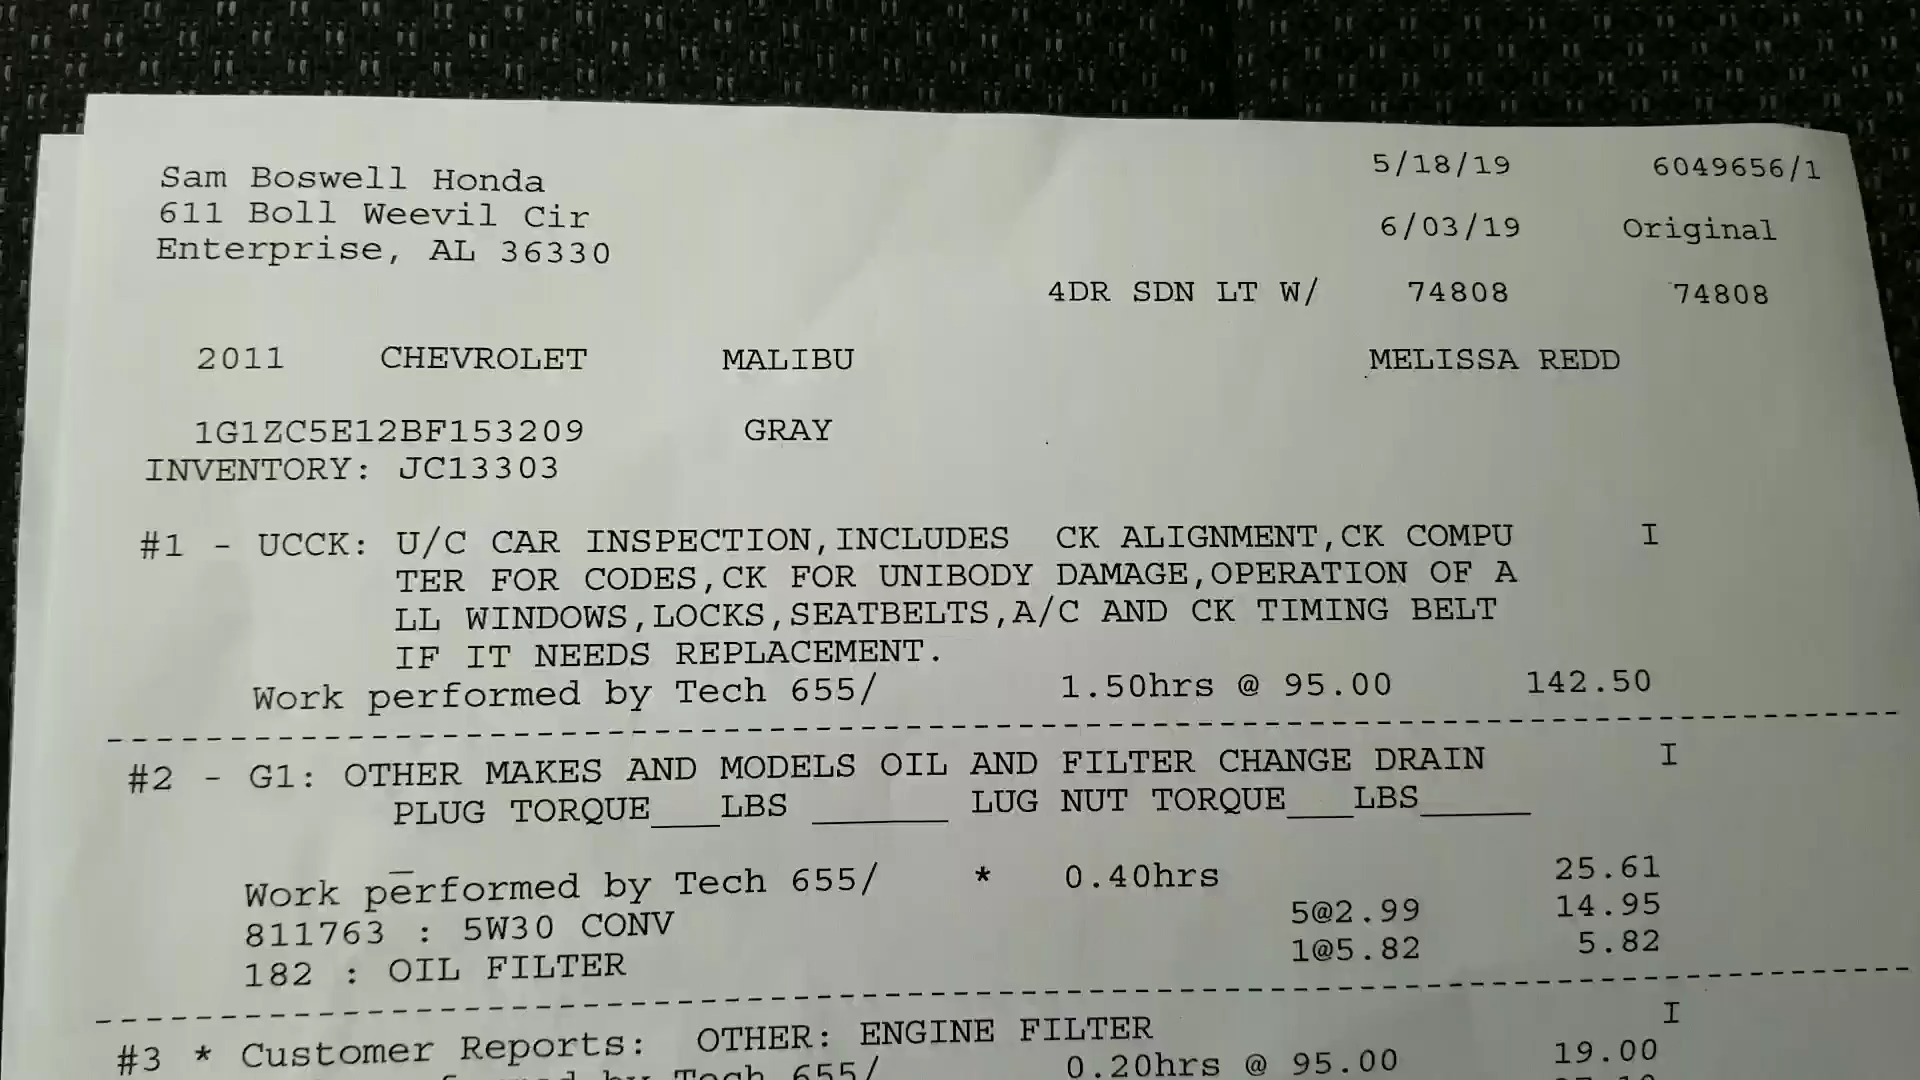 Sam Boswell Honda 5/18/19 6049656/1
611 Boll Weevil Cir 6/03/19 Original
Enterprise, AL 36330
4DR SDN LT W/ 74808 74808
2011 CHEVROLET MALIBU MELISSA REDD
1G1ZC5E12BF153209 GRAY
INVENTORY: JC13303
#1 - UCCK: U/C CAR INSPECTION,INCLUDES CK ALIGNMENT,CK COMPU I
TER FOR CODES,CK FOR UNIBODY DAMAGE,OPERATION OF A
LL WINDOWS,LOCKS,SEATBELTS,A/C AND CK TIMING BELT
IF IT NEEDS REPLACEMENT.
Work performed by Tech 655/ 1.50hrs @ 95.00 142.50
#2 - G1: OTHER MAKES AND MODELS OIL AND FILTER CHANGE DRAIN I
PLUG TORQUE___LBS ______ LUG NUT TORQUE___LBS_____
Work performed by Tech 655/ * 0.40hrs 25.61
811763 : 5W30 CONV 5@2.99 14.95
182 : OIL FILTER 1@5.82 5.82
#3 * Customer Reports: OTHER: ENGINE FILTER I
by Tech 655/ 0.20hrs @ 95.00 19.00